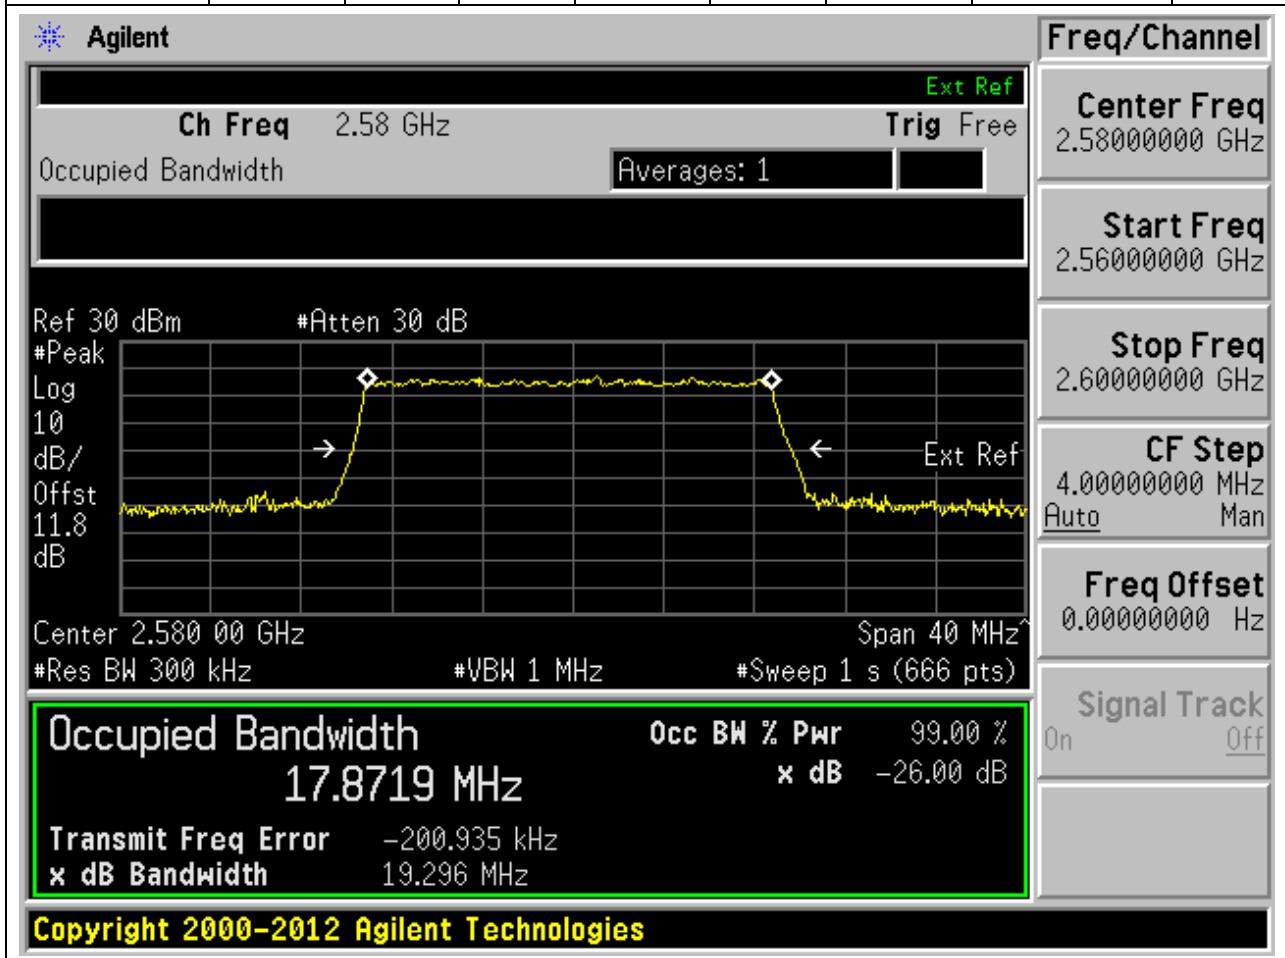 Agilent
Freq/Channel
Ext Ref
Ch Freq 2.58 GHz Trig Free
Occupied Bandwidth Averages: 1
Center Freq
2.58000000 GHz
Start Freq
2.56000000 GHz
Stop Freq
2.60000000 GHz
CF Step
4.00000000 MHz
Auto Man
Freq Offset
0.00000000 Hz
Signal Track
On Off
Ref 30 dBm #Atten 30 dB
#Peak
Log
10
dB/
Offst
11.8
dB
Ext Ref
Center 2.580 00 GHz Span 40 MHz^
#Res BW 300 kHz #VBW 1 MHz #Sweep 1 s (666 pts)
Occupied Bandwidth
17.8719 MHz
Occ BW % Pwr 99.00 %
x dB -26.00 dB
Transmit Freq Error -200.935 kHz
x dB Bandwidth 19.296 MHz
Copyright 2000-2012 Agilent Technologies